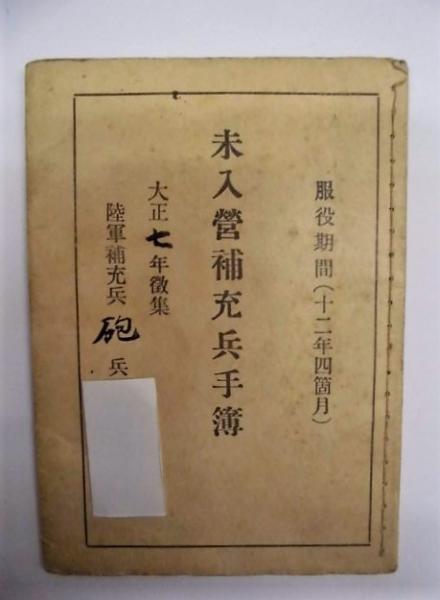 服役期間(十二年四箇月)
未入營補充兵手簿
大正七年徵集
陸軍補充兵砲兵